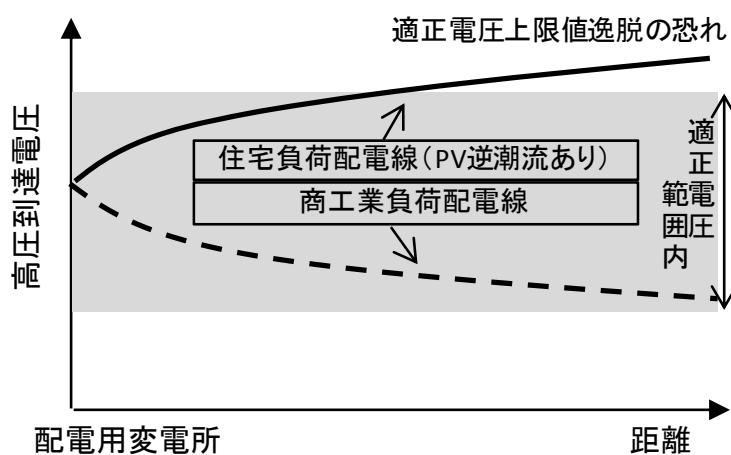 適正電圧上限値逸脱の恐れ
高圧到達電圧
住宅負荷配電線(PV逆潮流あり)
商工業負荷配電線
適正電圧
範囲内
配電用変電所
距離